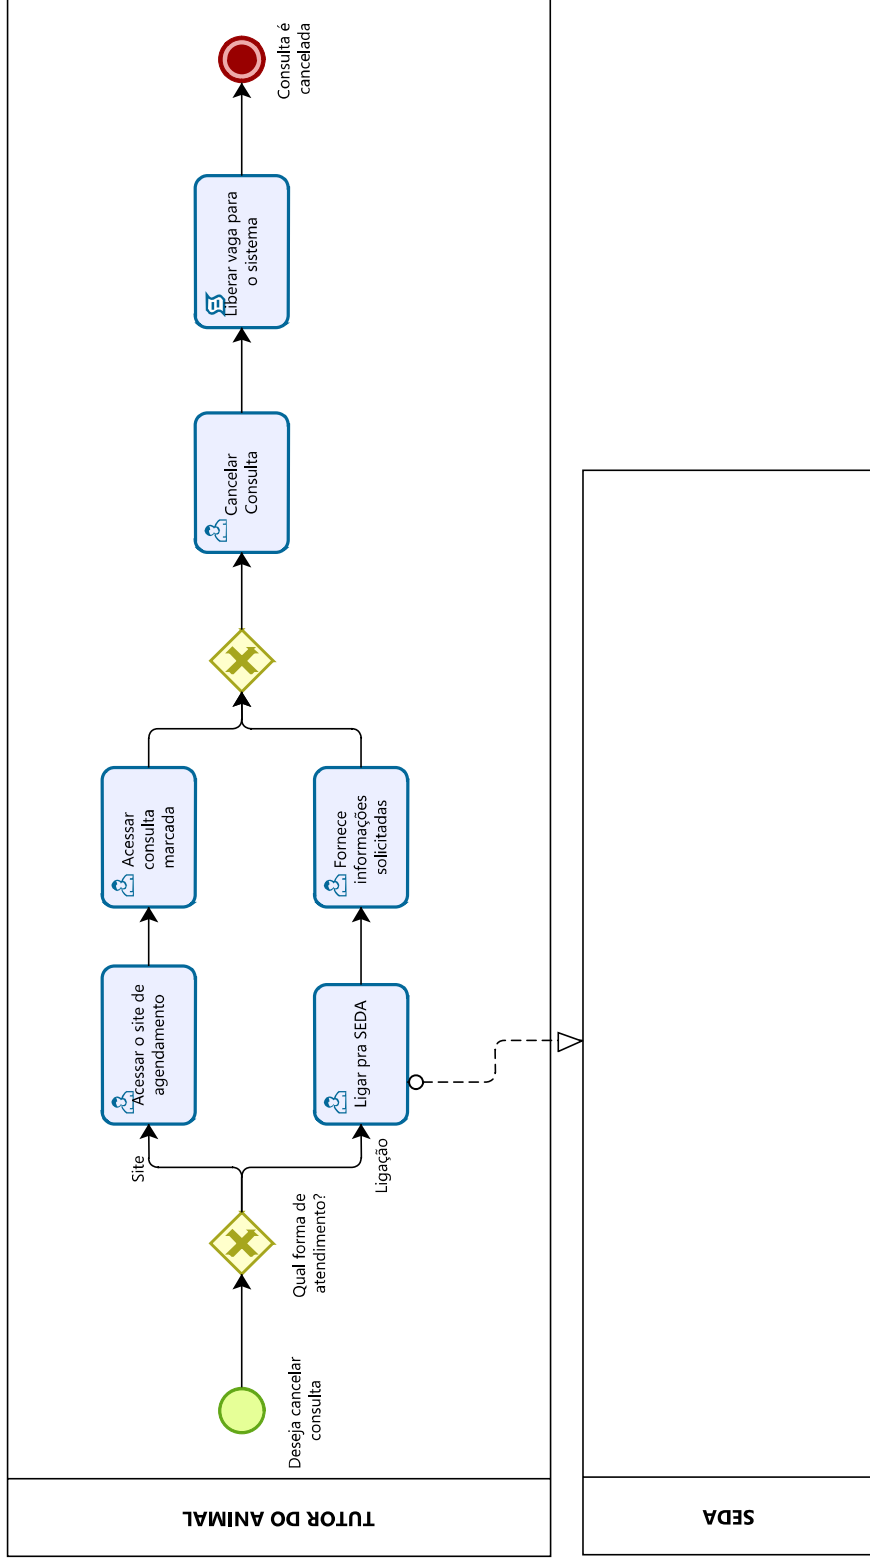 TUTOR DO ANIMAL
Deseja cancelar
consulta
Qual forma de
atendimento?
Site
Acessar o site de
agendamento
Acessar
consulta
marcada
Ligação
Ligar pra SEDA
Fornece
informações
solicitadas
Cancelar
Consulta
Liberar vaga para
o sistema
Consulta é
cancelada
SEDA